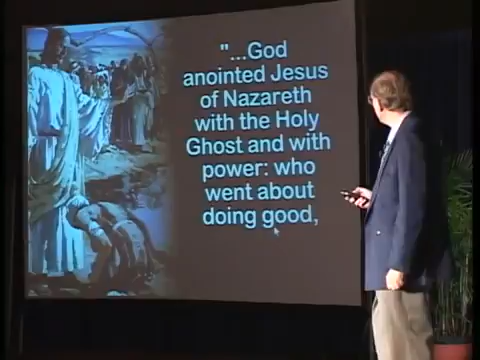 "...God
anointed Jesus
of Nazareth
with the Holy
Ghost and with
power: who
went about
doing good,